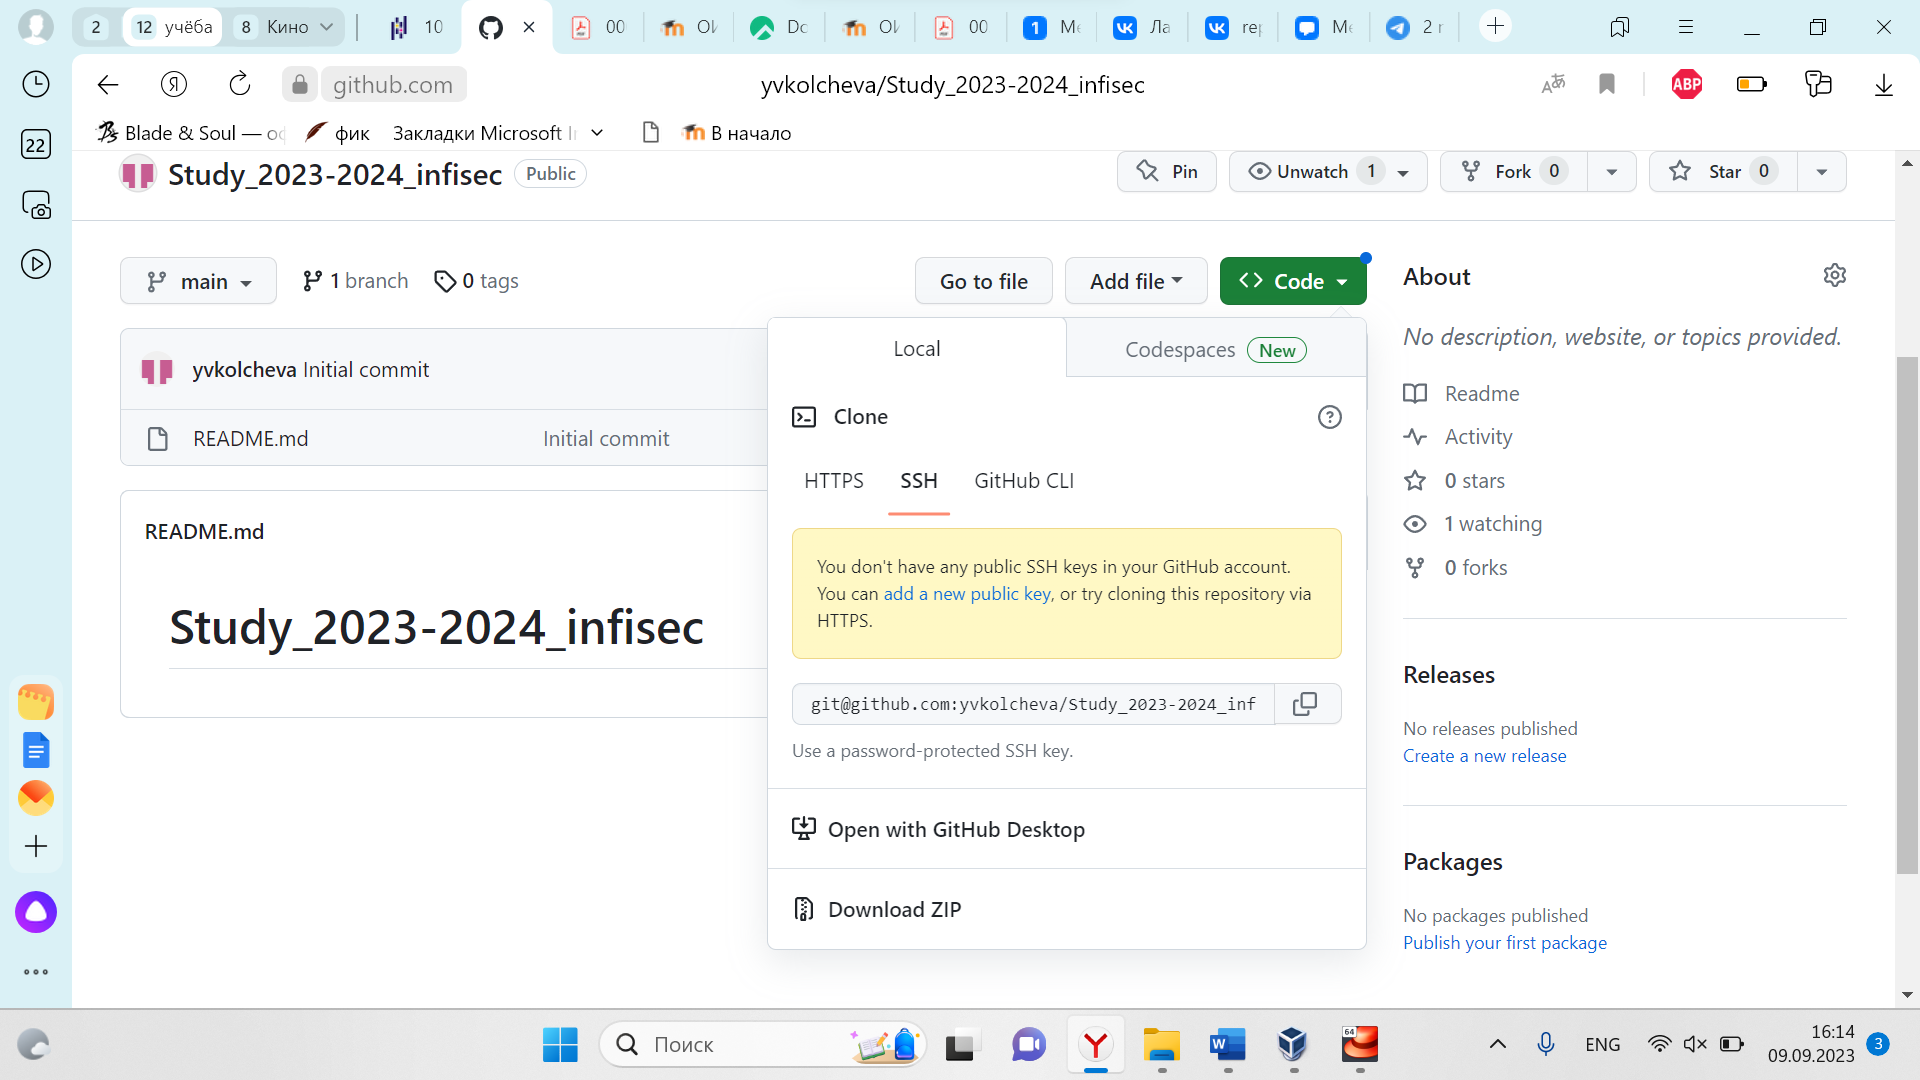 2
12 учёба
8 Кино
10
00
Do
00
1
2
github.com
yvkolcheva/Study_2023-2024_infisec
ABP
22
Blade & Soul —
фик
Закладки Microsoft
В начало
Study_2023-2024_infisec Public
Pin
Unwatch 1
Fork 0
Star 0
main
1 branch
0 tags
Go to file
Add file
Code
About
No description, website, or topics provided.
Local
Codespaces New
yvkolcheva Initial commit
README.md
Initial commit
Clone
HTTPS
SSH
GitHub CLI
Readme
Activity
0 stars
1 watching
0 forks
README.md
Study_2023-2024_infisec
You don't have any public SSH keys in your GitHub account.
You can add a new public key, or try cloning this repository via
HTTPS.
git@github.com:yvkolcheva/Study_2023-2024_inf
Use a password-protected SSH key.
Open with GitHub Desktop
Download ZIP
Releases
No releases published
Create a new release
Packages
No packages published
Publish your first package
Поиск
64
ENG
16:14
09.09.2023
3